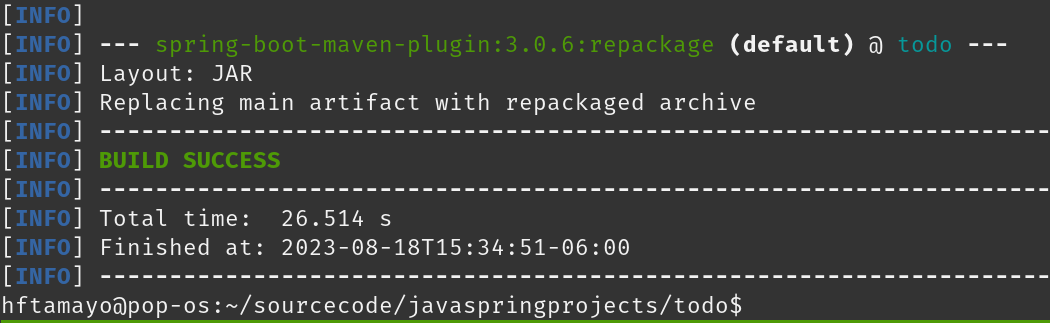 [INFO]
[INFO] --- spring-boot-maven-plugin:3.0.6:repackage (default) @ todo ---
[INFO] Layout: JAR
[INFO] Replacing main artifact with repackaged archive
[INFO] --------------------------------------------------------------------
[INFO] BUILD SUCCESS
[INFO] --------------------------------------------------------------------
[INFO] Total time:  26.514 s
[INFO] Finished at: 2023-08-18T15:34:51-06:00
[INFO] --------------------------------------------------------------------
hftamayo@pop-os:~/sourcecode/javaspringprojects/todo$